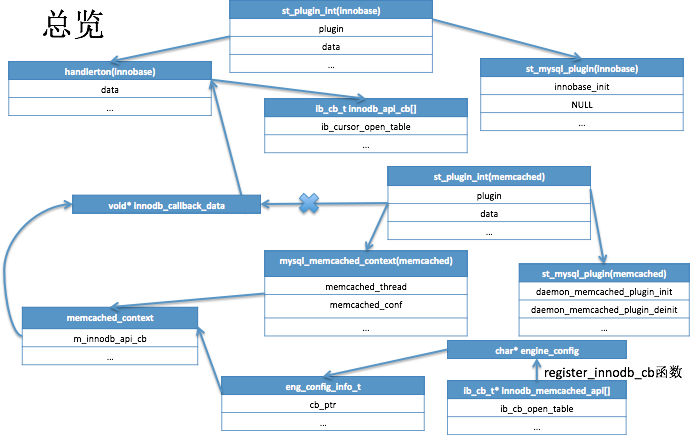 总览
st_plugin_int(innobase)
plugin
data
...
handlerton(innobase)
data
...
st_mysql_plugin(innobase)
innobase_init
NULL
...
ib_cb_t innodb_api_cb[]
ib_cursor_open_table
...
st_plugin_int(memcached)
plugin
data
...
void* innodb_callback_data
mysql_memcached_context(memcached)
memcached_thread
memcached_conf
...
st_mysql_plugin(memcached)
daemon_memcached_plugin_init
daemon_memcached_plugin_deinit
...
memcached_context
m_innodb_api_cb
...
char* engine_config
register_innodb_cb函数
eng_config_info_t
cb_ptr
...
ib_cb_t* innodb_memcached_api[]
ib_cb_open_table
...